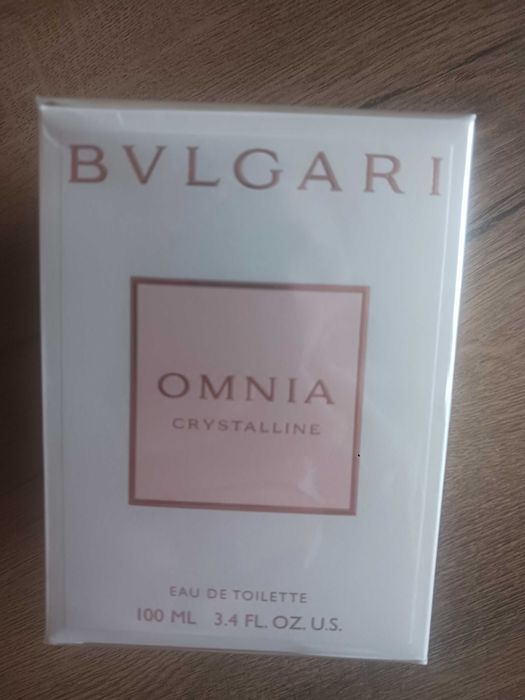 BVLGARI
OMNIA
CRYSTALLINE
EAU DE TOILETTE
100 ML 3.4 FL. OZ. U.S.